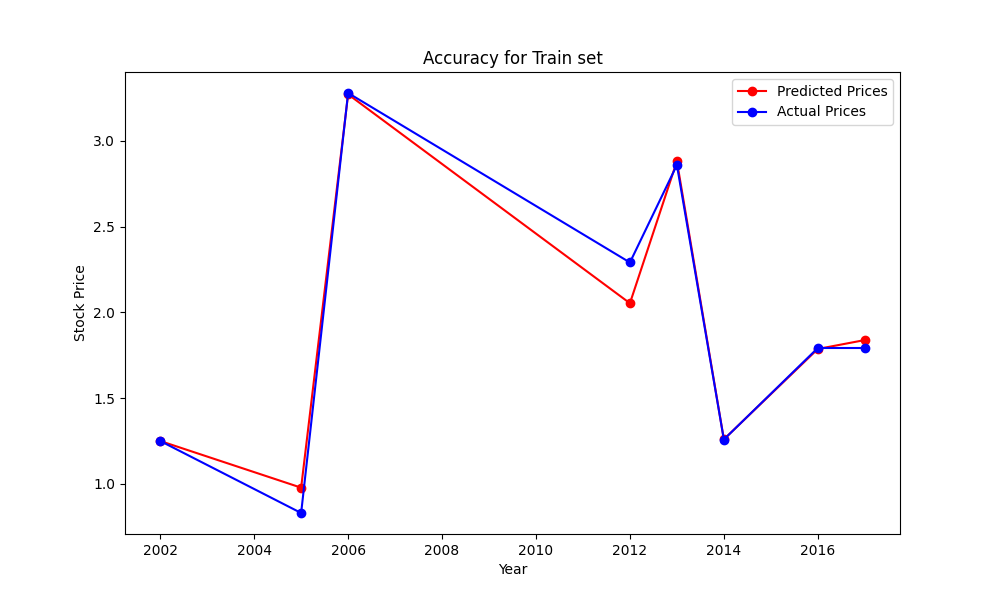 Accuracy for Train set
Predicted Prices
Actual Prices
3.0
2.5
2.0
1.5
1.0
Stock Price
2002 2004 2006 2008 2010 2012 2014 2016
Year